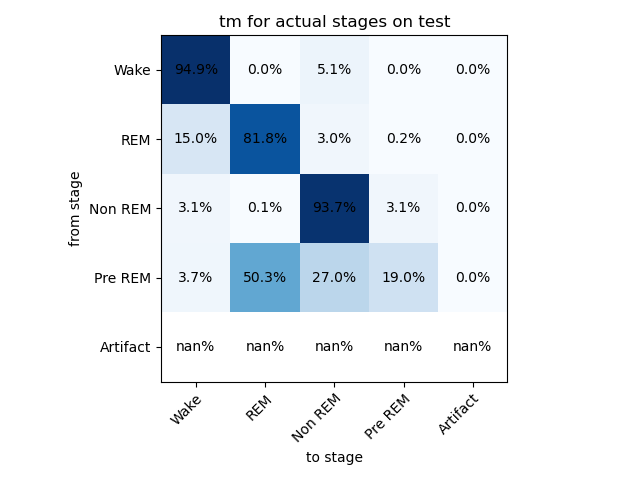 tm for actual stages on test
Wake 94.9% 0.0% 5.1% 0.0% 0.0%
REM 15.0% 81.8% 3.0% 0.2% 0.0%
Non REM 3.1% 0.1% 93.7% 3.1% 0.0%
Pre REM 3.7% 50.3% 27.0% 19.0% 0.0%
Artifact nan% nan% nan% nan% nan%
from stage
Wake REM Non REM Pre REM Artifact
to stage